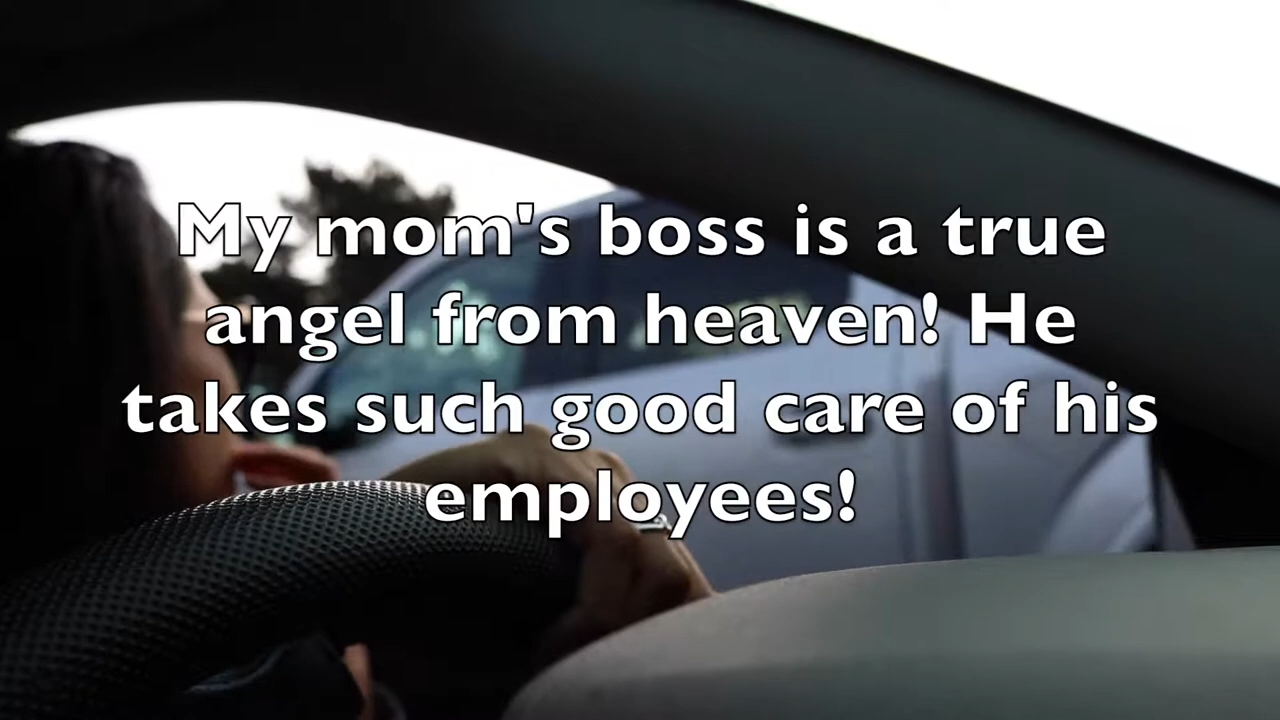 My mom's boss is a true
angel from heaven! He
takes such good care of his
employees!